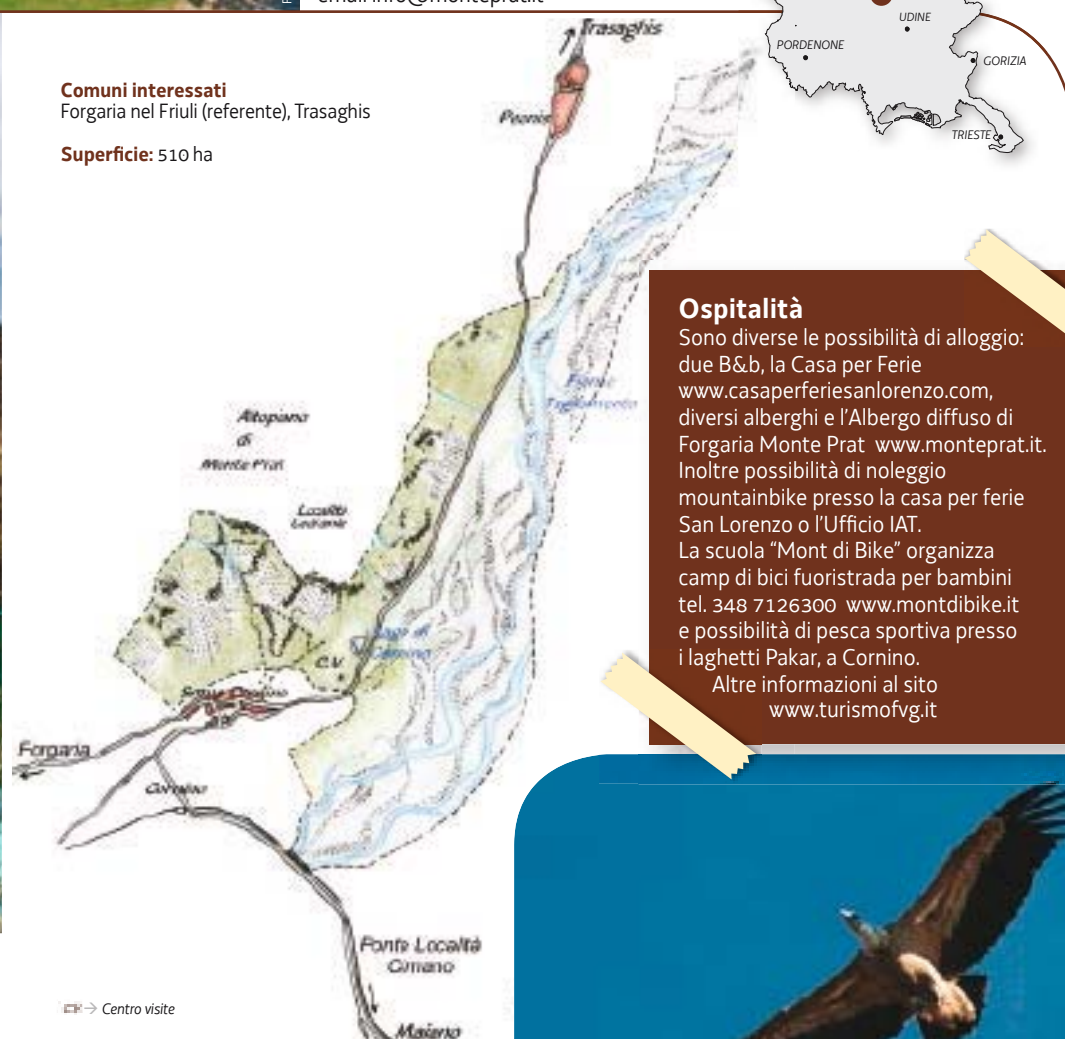 email info@monteprat.it
UDINE
PORDENONE
GORIZIA
TRIESTE
Comuni interessati
Forgaria nel Friuli (referente), Trasaghis
Superficie: 510 ha
Trasaghis
Peonis
Fiume
Tagliamento
Altopiano
di
Monte Prat
Località
Lago di
Cornino
C.V.
Forgaria
Cornino
Ponte Località
Cimano
Majano
Centro visite
Ospitalità
Sono diverse le possibilità di alloggio:
due B&b, la Casa per Ferie
www.casaperferiesanlorenzo.com,
diversi alberghi e l’Albergo diffuso di
Forgaria Monte Prat www.monteprat.it.
Inoltre possibilità di noleggio
mountainbike presso la casa per ferie
San Lorenzo o l’Ufficio IAT.
La scuola “Mont di Bike” organizza
camp di bici fuoristrada per bambini
tel. 348 7126300 www.montdibike.it
e possibilità di pesca sportiva presso
i laghetti Pakar, a Cornino.
Altre informazioni al sito
www.turismofvg.it